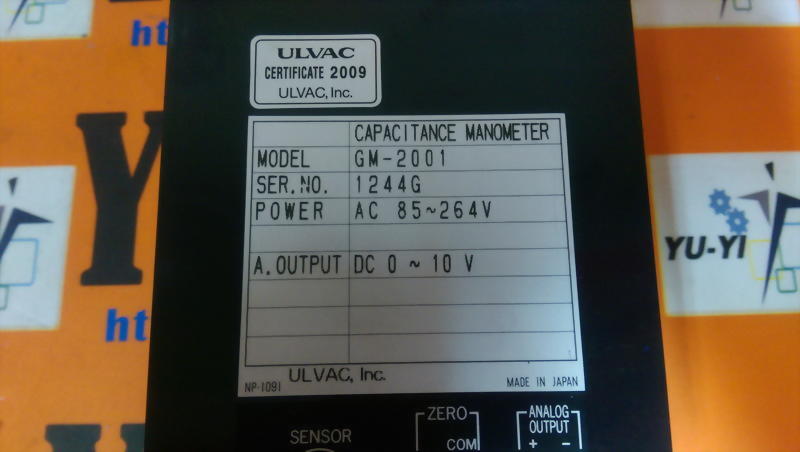 ULVAC
CERTIFICATE 2009
ULVAC, Inc.
CAPACITANCE MANOMETER
MODEL GM-2001
SER.NO. 1244G
POWER AC 85~264V
A.OUTPUT DC 0 ~ 10 V
NP-1091 ULVAC, Inc. MADE IN JAPAN
SENSOR
ZERO
COM
ANALOG
OUTPUT
+ -
ht
Y
ht
YU-YI